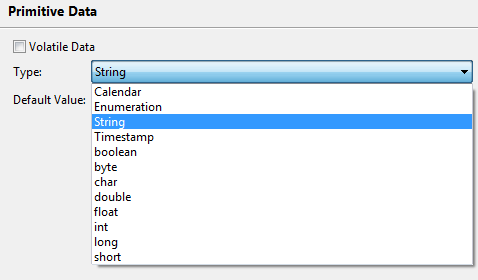 Primitive Data
Volatile Data
Type: String
Default Value:
Calendar
Enumeration
String
Timestamp
boolean
byte
char
double
float
int
long
short